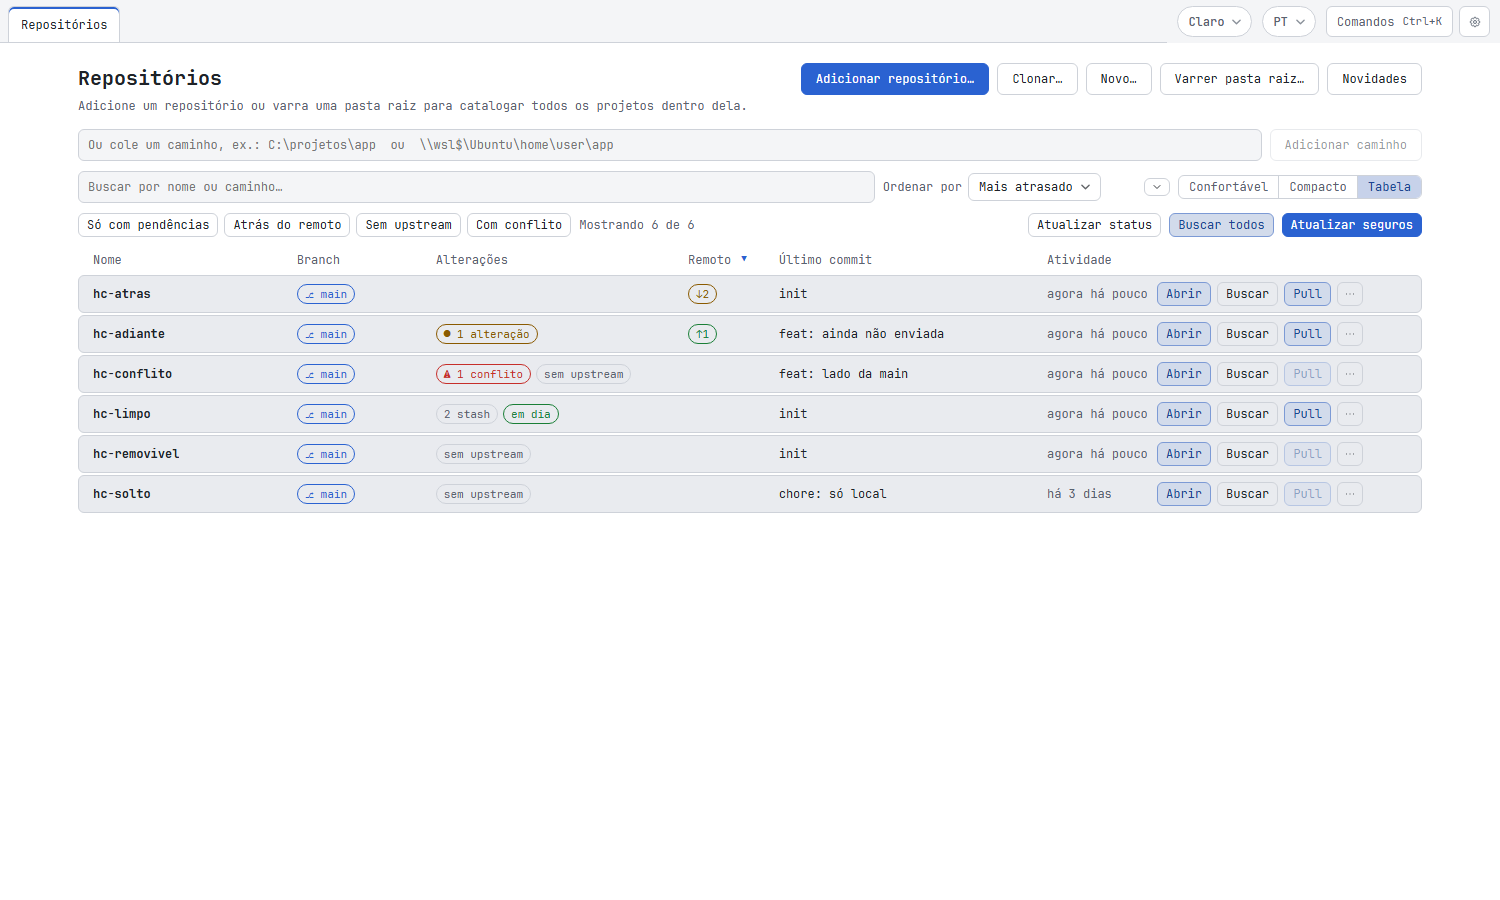 Repositórios
Claro
PT
Comandos Ctrl+K
Repositórios
Adicionar repositório…
Clonar…
Novo…
Varrer pasta raiz…
Novidades
Adicione um repositório ou varra uma pasta raiz para catalogar todos os projetos dentro dela.
Ou cole um caminho, ex.: C:\projetos\app  ou  \\wsl$\Ubuntu\home\user\app
Adicionar caminho
Buscar por nome ou caminho…
Ordenar por
Mais atrasado
Confortável
Compacto
Tabela
Só com pendências
Atrás do remoto
Sem upstream
Com conflito
Mostrando 6 de 6
Atualizar status
Buscar todos
Atualizar seguros
Nome Branch Alterações Remoto ▼ Último commit Atividade
hc-atras main ↓2 init agora há pouco Abrir Buscar Pull ···
hc-adiante main ● 1 alteração ↑1 feat: ainda não enviada agora há pouco Abrir Buscar Pull ···
hc-conflito main ▲ 1 conflito sem upstream feat: lado da main agora há pouco Abrir Buscar Pull ···
hc-limpo main 2 stash em dia init agora há pouco Abrir Buscar Pull ···
hc-removivel main sem upstream init agora há pouco Abrir Buscar Pull ···
hc-solto main sem upstream chore: só local há 3 dias Abrir Buscar Pull ···